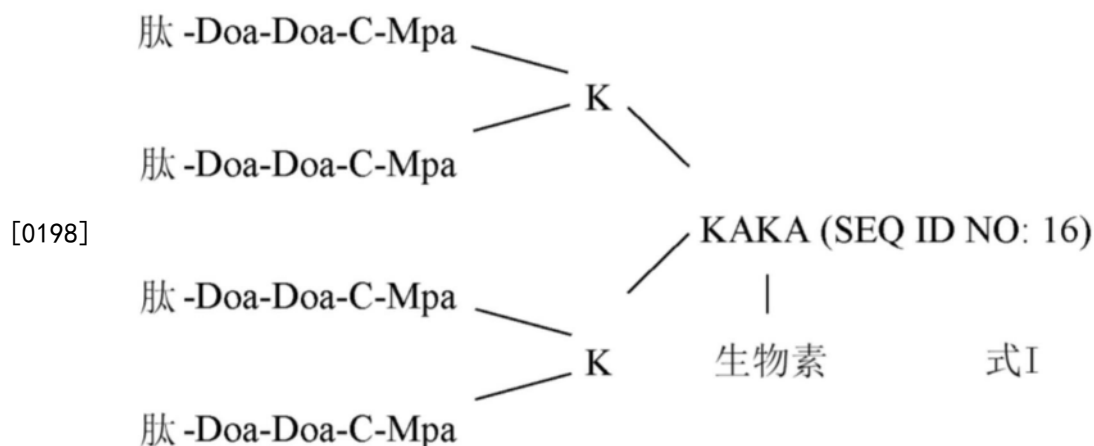 肽 -Doa-Doa-C-Mpa
K
肽 -Doa-Doa-C-Mpa
[0198] KAKA (SEQ ID NO: 16)
肽 -Doa-Doa-C-Mpa
K 生物素 式I
肽 -Doa-Doa-C-Mpa